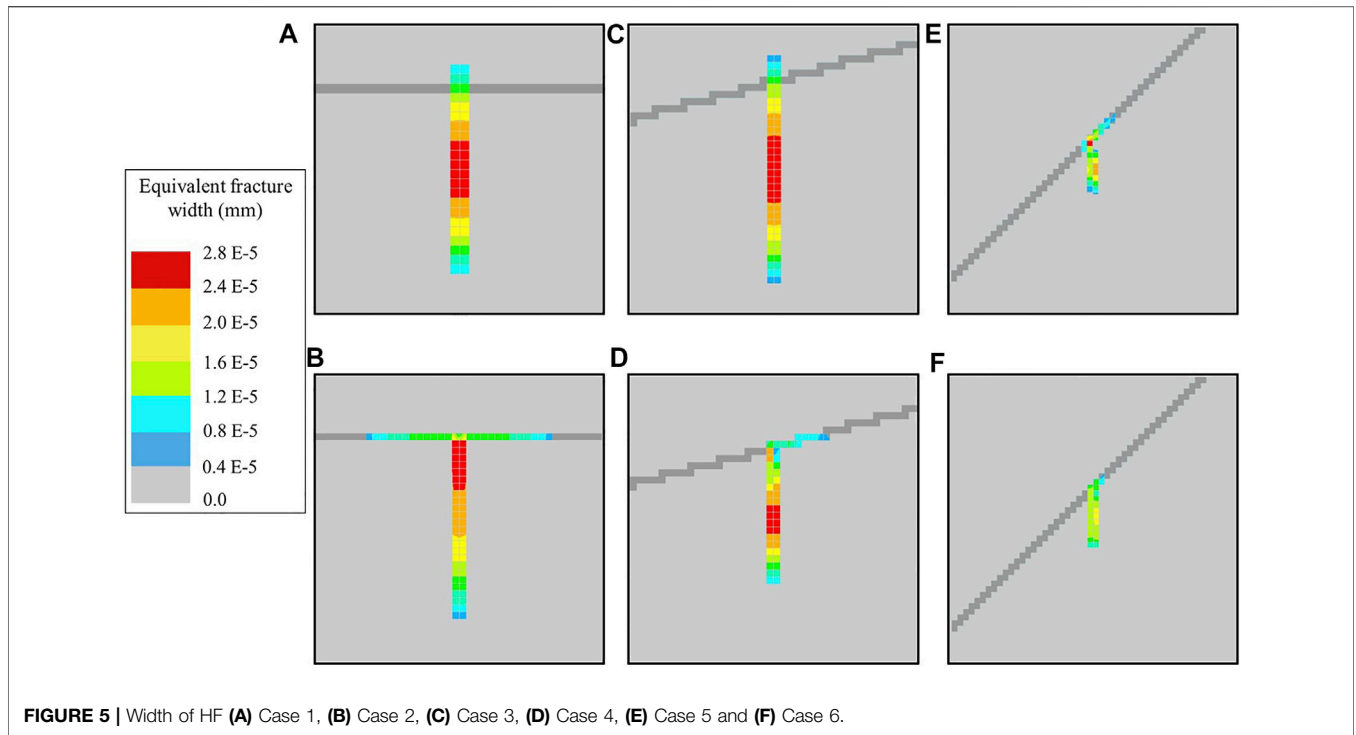 A
C
E
Equivalent fracture
width (mm)
2.8 E-5
2.4 E-5
2.0 E-5
1.6 E-5
1.2 E-5
0.8 E-5
0.4 E-5
0.0
B
D
F
FIGURE 5 | Width of HF (A) Case 1, (B) Case 2, (C) Case 3, (D) Case 4, (E) Case 5 and (F) Case 6.